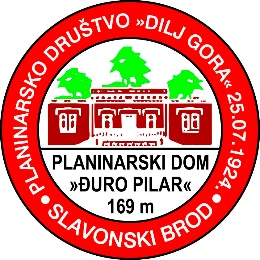 PLANINARSKO DRUŠTVO »DILJ GORA« 25.07.1924.
PLANINARSKI DOM
»ĐURO PILAR«
169 m
• SLAVONSKI BROD •